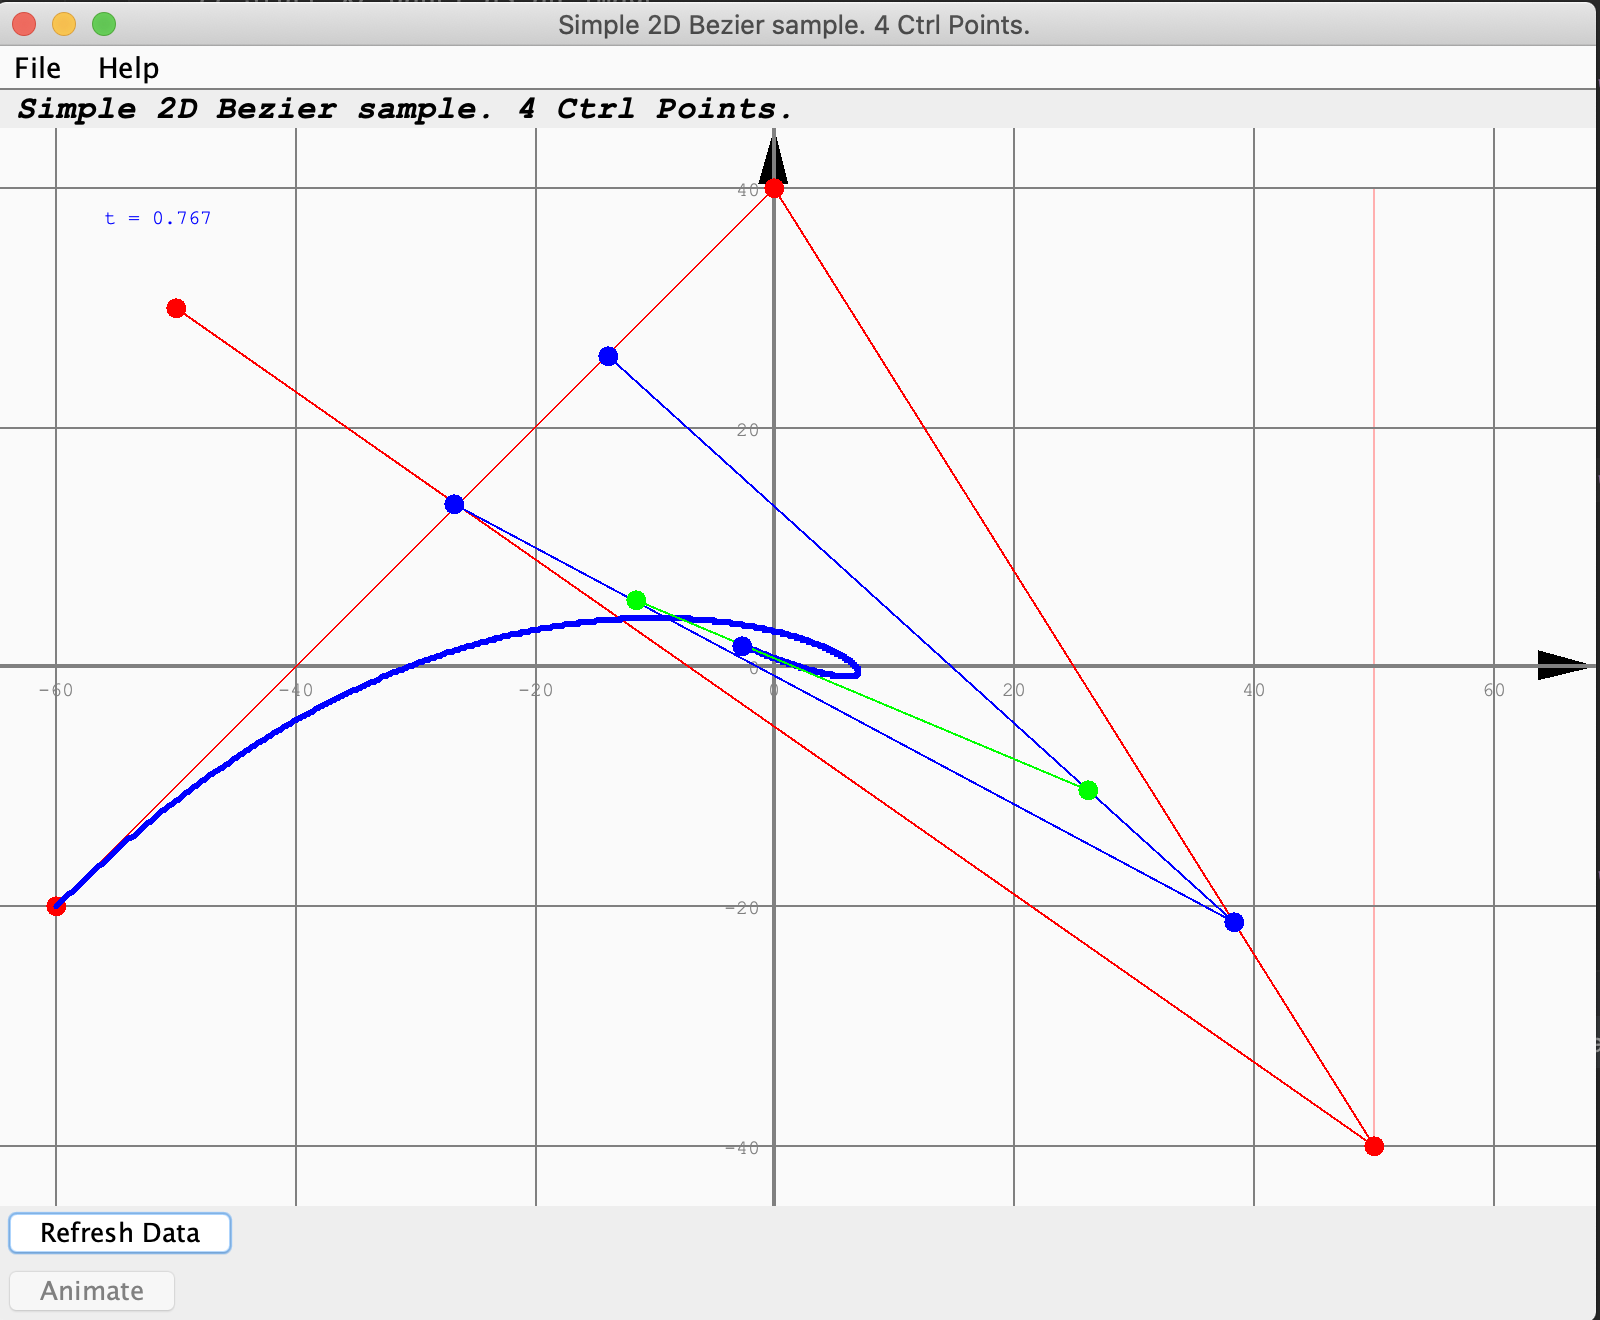 Simple 2D Bezier sample. 4 Ctrl Points.
File Help
Simple 2D Bezier sample. 4 Ctrl Points.
40
t = 0.767
20
0
-60 -40 -20 0 20 40 60
-20
-40
Refresh Data
Animate